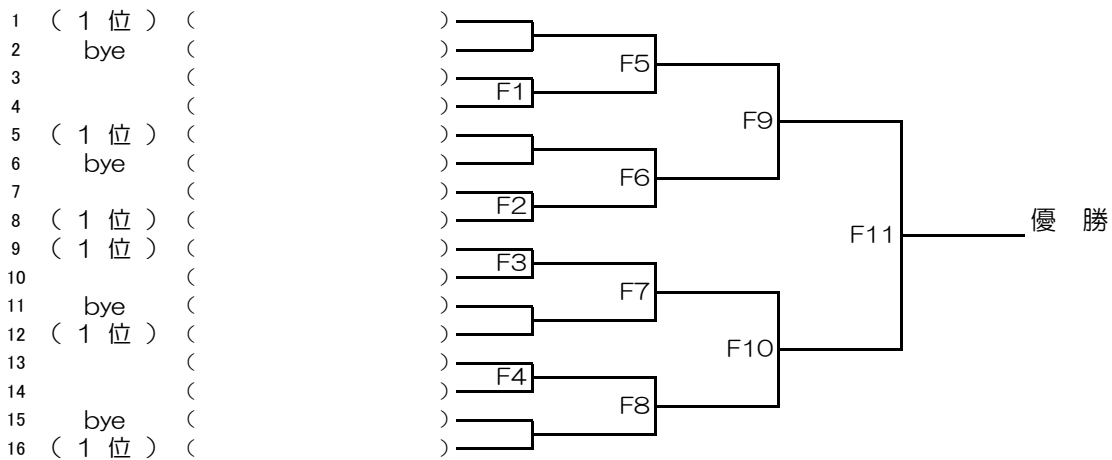 1 ( 1 位 ) ( )
2 bye ( )
F5
3 ( )
F1
4 ( )
F9
5 ( 1 位 ) ( )
6 bye ( )
F6
7 ( )
F2
8 ( 1 位 ) ( )
優 勝
F11
9 ( 1 位 ) ( )
F3
10 ( )
F7
11 bye ( )
12 ( 1 位 ) ( )
F10
13 ( )
F4
14 ( )
F8
15 bye ( )
16 ( 1 位 ) ( )